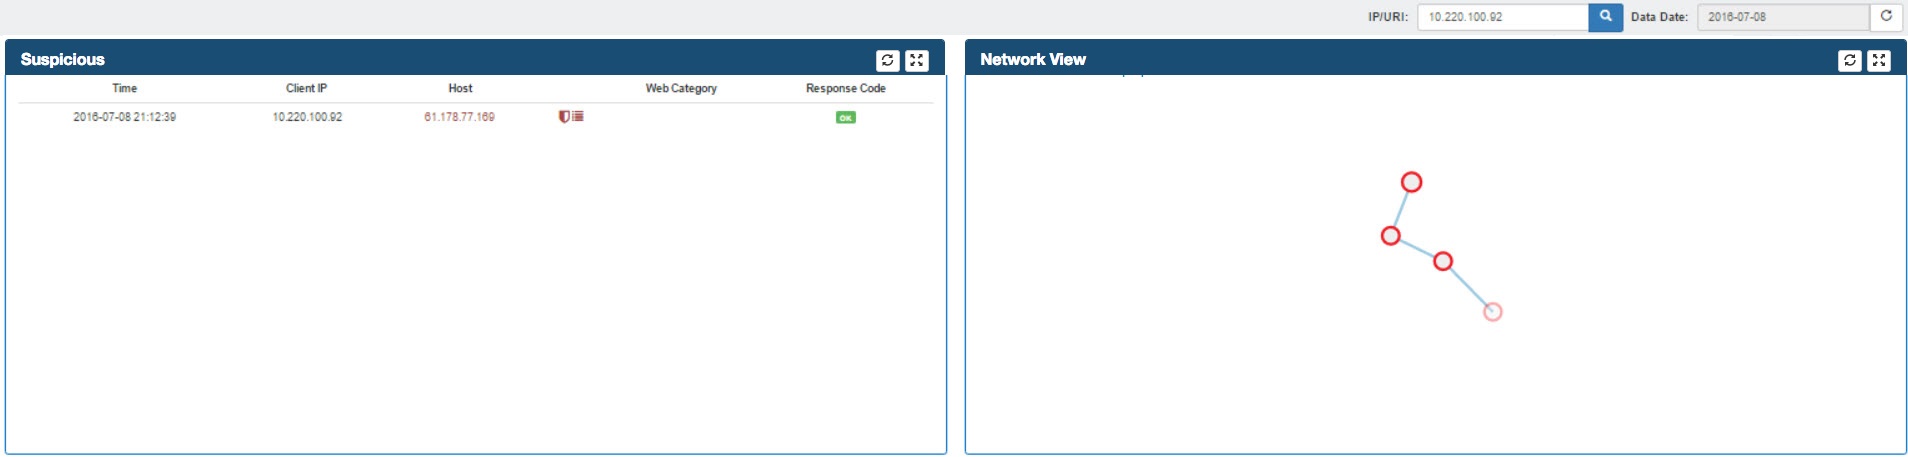 IP/URI: 10.220.100.92 Data Date: 2016-07-08
Suspicious
Time Client IP Host Web Category Response Code
2016-07-08 21:12:39 10.220.100.92 61.178.77.169 OK
Network View